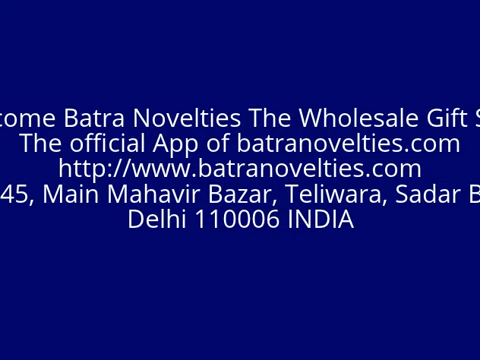 come Batra Novelties The Wholesale Gift S
The official App of batranovelties.com
http://www.batranovelties.com
45, Main Mahavir Bazar, Teliwara, Sadar B
Delhi 110006 INDIA